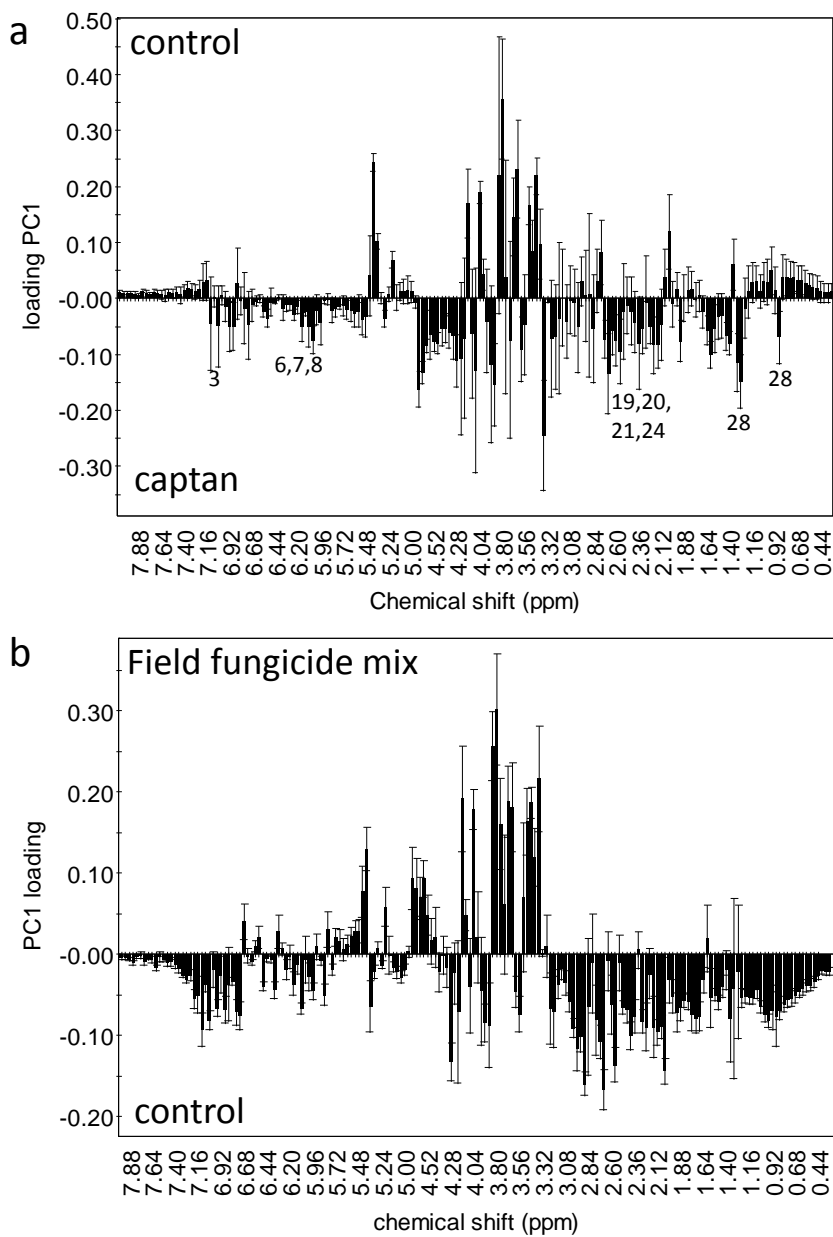 a
control
0.50
0.40
0.30
0.20
0.10
-0.00
-0.10
-0.20
-0.30
loading PC1
3
6,7,8
19,20,
21,24
28
28
captan
7.88 7.64 7.40 7.16 6.92 6.68 6.44 6.20 5.96 5.72 5.48 5.24 5.00 4.52 4.28 4.04 3.80 3.56 3.32 3.08 2.84 2.60 2.36 2.12 1.88 1.64 1.40 1.16 0.92 0.68 0.44
Chemical shift (ppm)
b
Field fungicide mix
0.30
0.20
0.10
-0.00
-0.10
-0.20
PC1 loading
control
7.88 7.64 7.40 7.16 6.92 6.68 6.44 6.20 5.96 5.72 5.48 5.24 5.00 4.52 4.28 4.04 3.80 3.56 3.32 3.08 2.84 2.60 2.36 2.12 1.88 1.64 1.40 1.16 0.92 0.68 0.44
chemical shift (ppm)